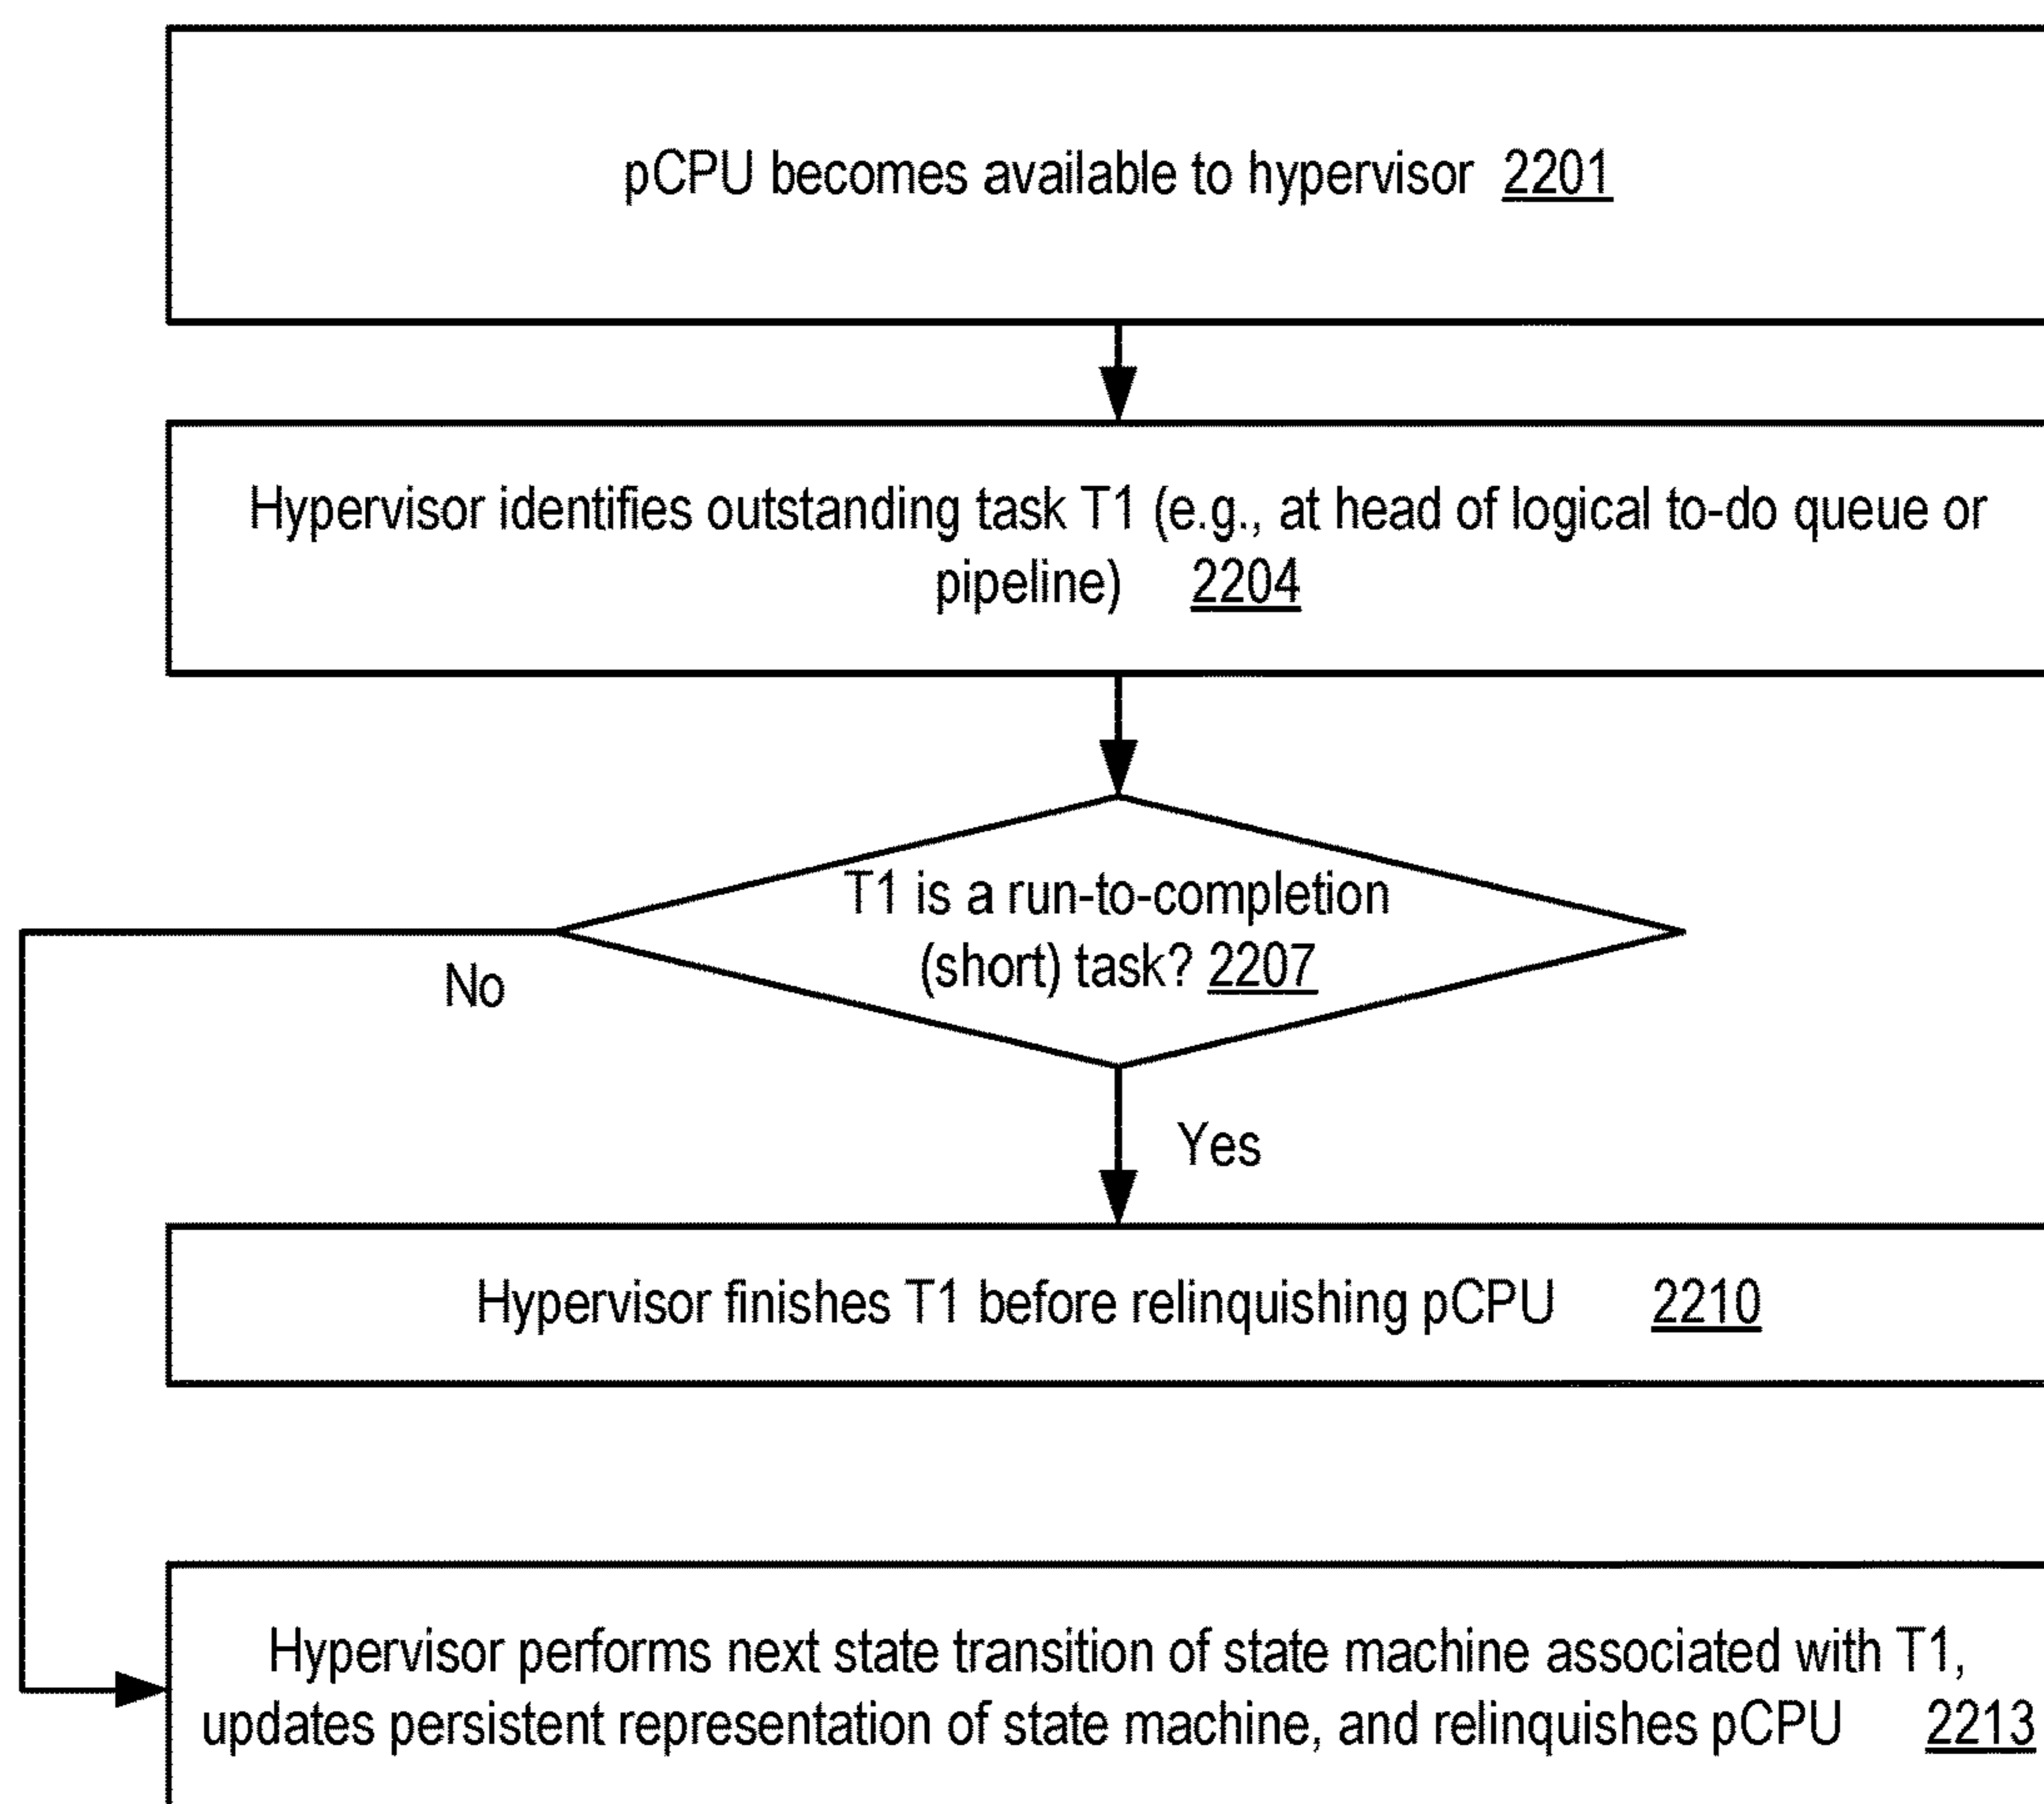 pCPU becomes available to hypervisor 2201
Hypervisor identifies outstanding task T1 (e.g., at head of logical to-do queue or
pipeline) 2204
T1 is a run-to-completion
(short) task? 2207
No
Yes
Hypervisor finishes T1 before relinquishing pCPU 2210
Hypervisor performs next state transition of state machine associated with T1,
updates persistent representation of state machine, and relinquishes pCPU 2213